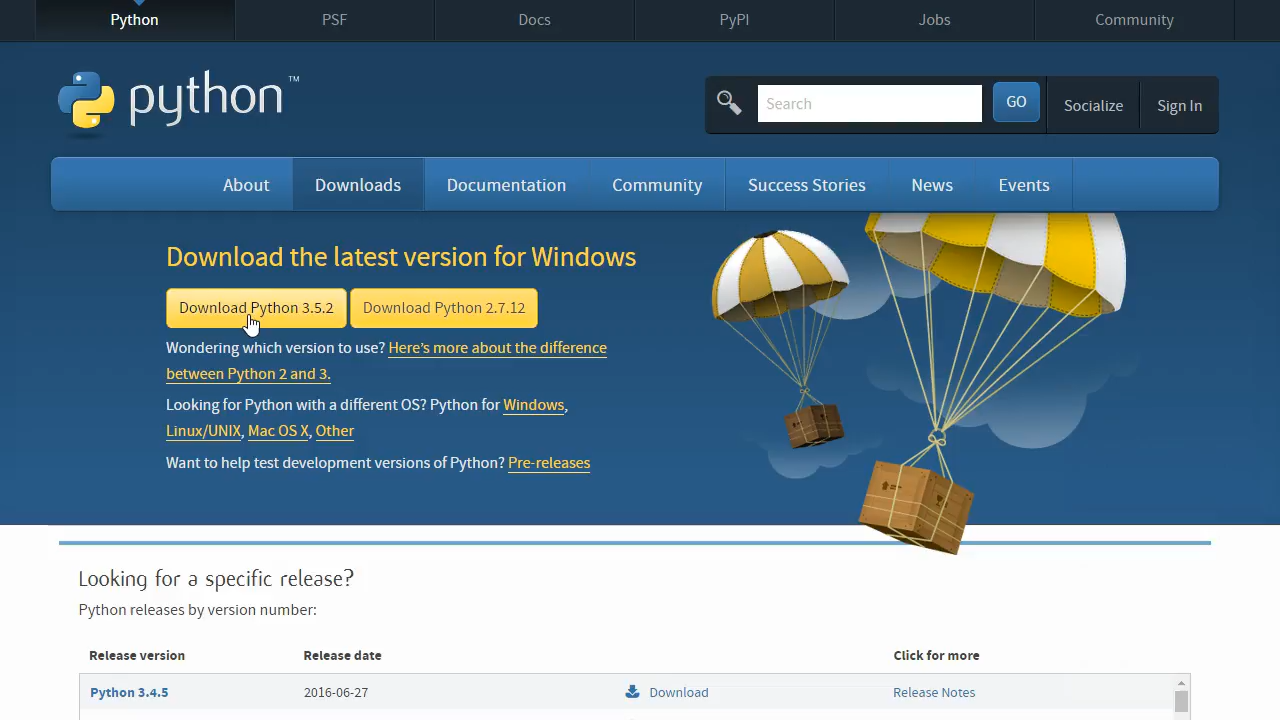 Python PSF Docs PyPI Jobs Community
python™
Search GO Socialize Sign In
About Downloads Documentation Community Success Stories News Events
Download the latest version for Windows
Download Python 3.5.2 Download Python 2.7.12
Wondering which version to use? Here's more about the difference
between Python 2 and 3.
Looking for Python with a different OS? Python for Windows,
Linux/UNIX, Mac OS X, Other
Want to help test development versions of Python? Pre-releases
Looking for a specific release?
Python releases by version number:
Release version Release date Click for more
Python 3.4.5 2016-06-27 Download Release Notes